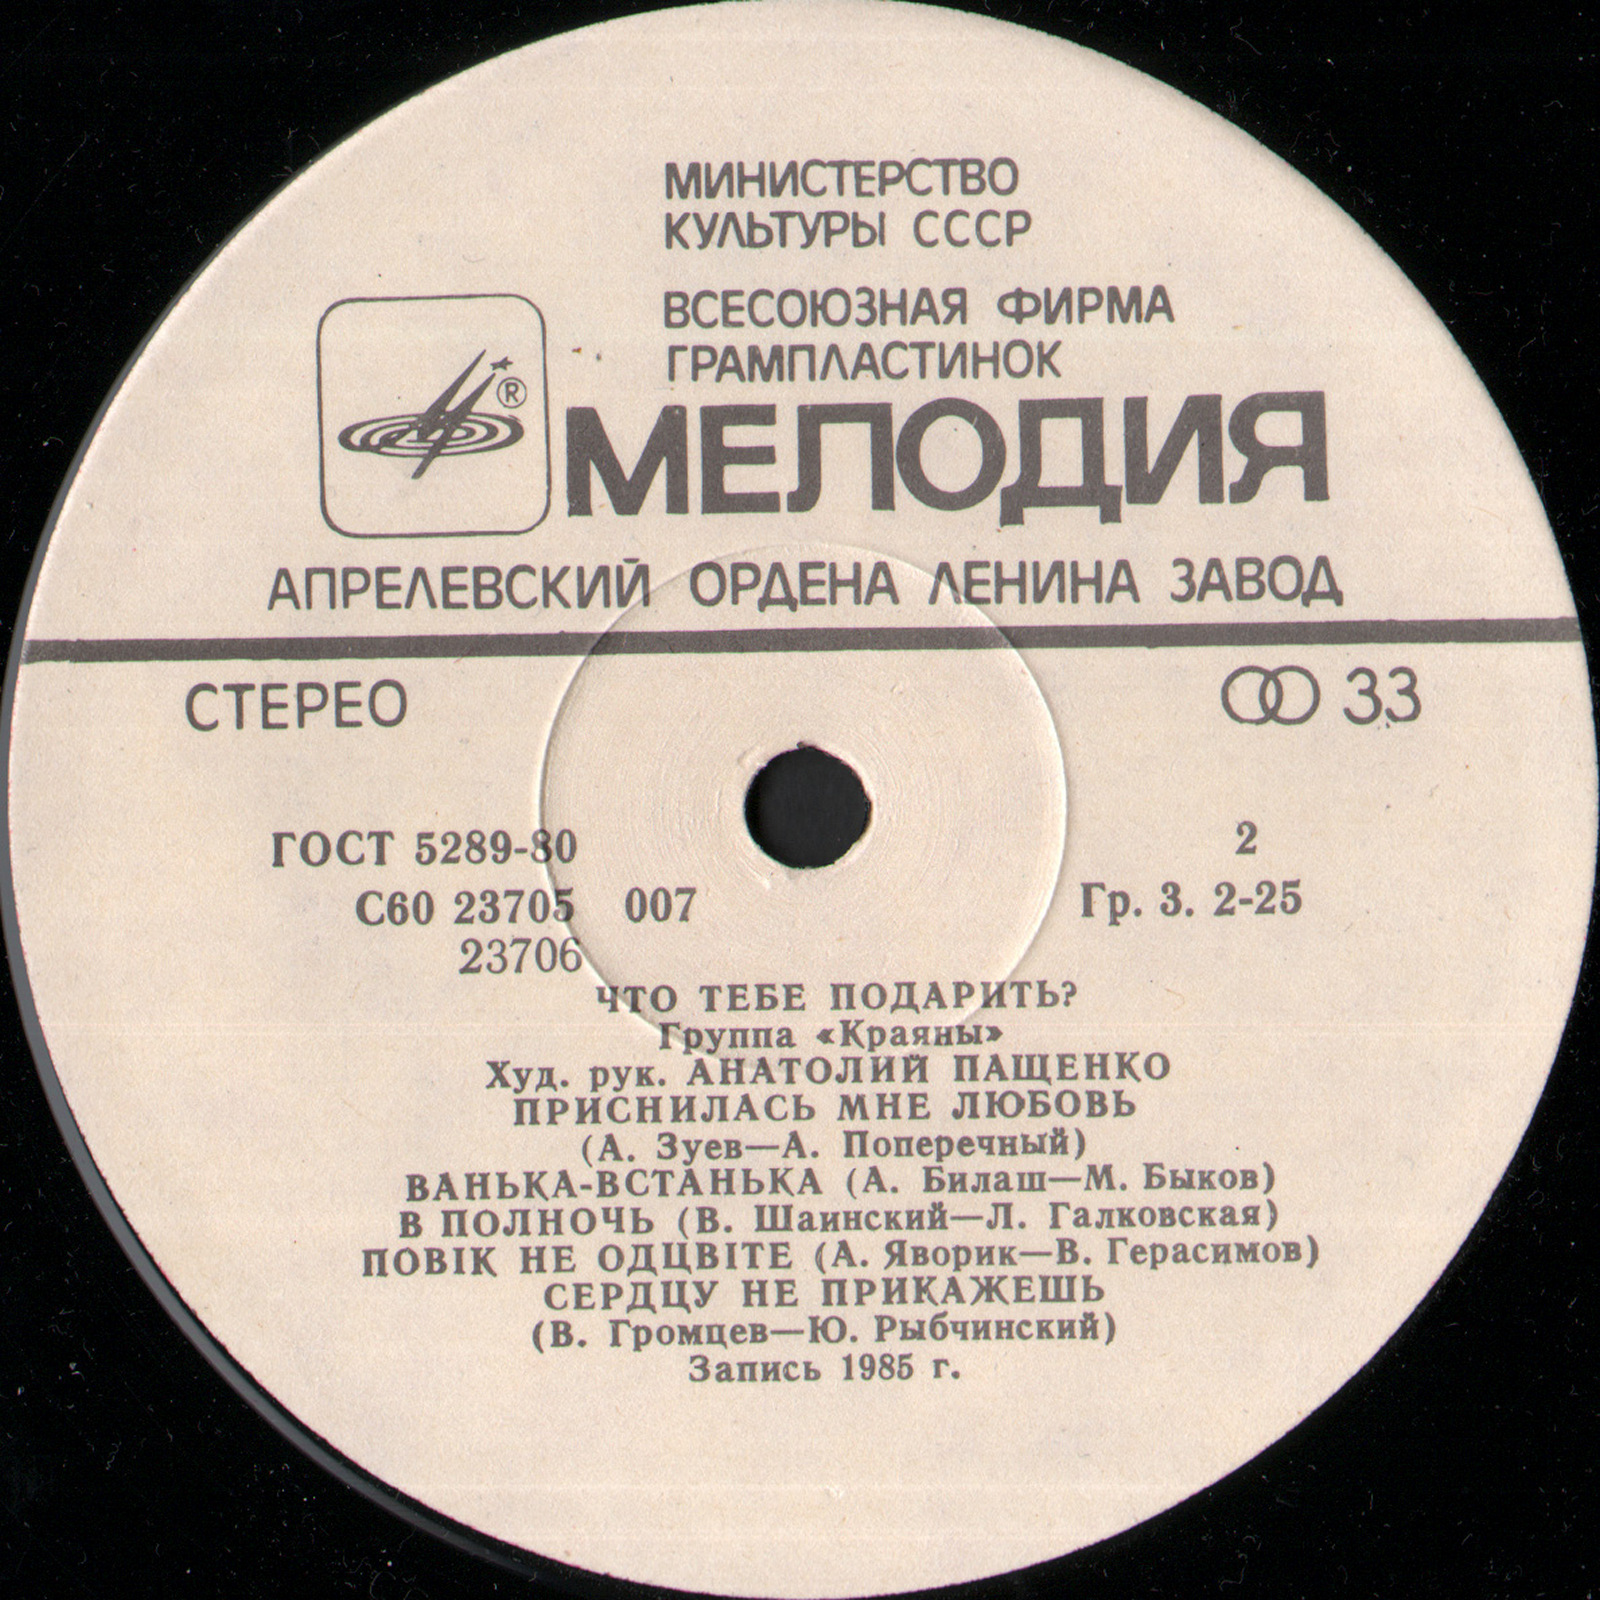 МИНИСТЕРСТВО
КУЛЬТУРЫ СССР
ВСЕСОЮЗНАЯ ФИРМА
ГРАМПЛАСТИНОК
®
МЕЛОДИЯ
АПРЕЛЕВСКИЙ ОРДЕНА ЛЕНИНА ЗАВОД
СТЕРЕО 33
ГОСТ 5289-80 2
С60 23705 007 Гр. 3. 2-25
23706
ЧТО ТЕБЕ ПОДАРИТЬ?
Группа «Краяны»
Худ. рук. АНАТОЛИЙ ПАЩЕНКО
ПРИСНИЛАСЬ МНЕ ЛЮБОВЬ
(А. Зуев—А. Поперечный)
ВАНЬКА-ВСТАНЬКА (А. Билаш—М. Быков)
В ПОЛНОЧЬ (В. Шаинский—Л. Галковская)
ПОВІК НЕ ОДЦВІТЕ (А. Яворик—В. Герасимов)
СЕРДЦУ НЕ ПРИКАЖЕШЬ
(В. Громцев—Ю. Рыбчинский)
Запись 1985 г.